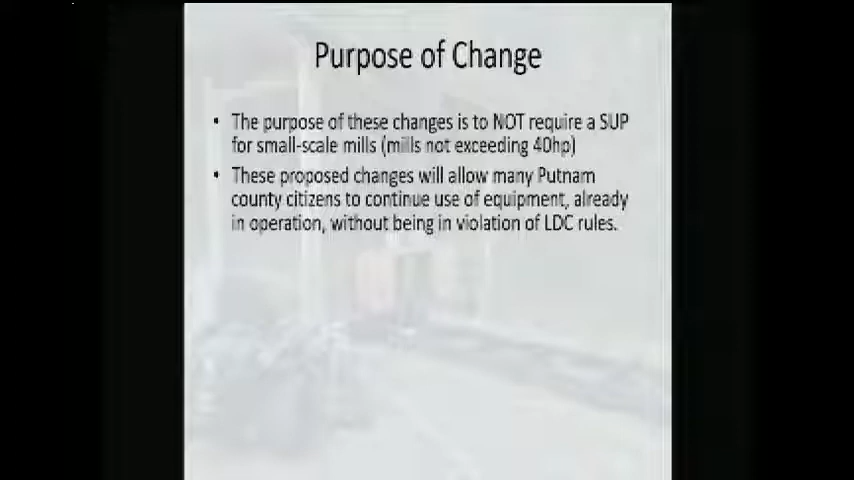 Purpose of Change
• The purpose of these changes is to NOT require a SUP
for small-scale mills (mills not exceeding 40hp)
• These proposed changes will allow many Putnam
county citizens to continue use of equipment, already
in operation, without being in violation of LDC rules.